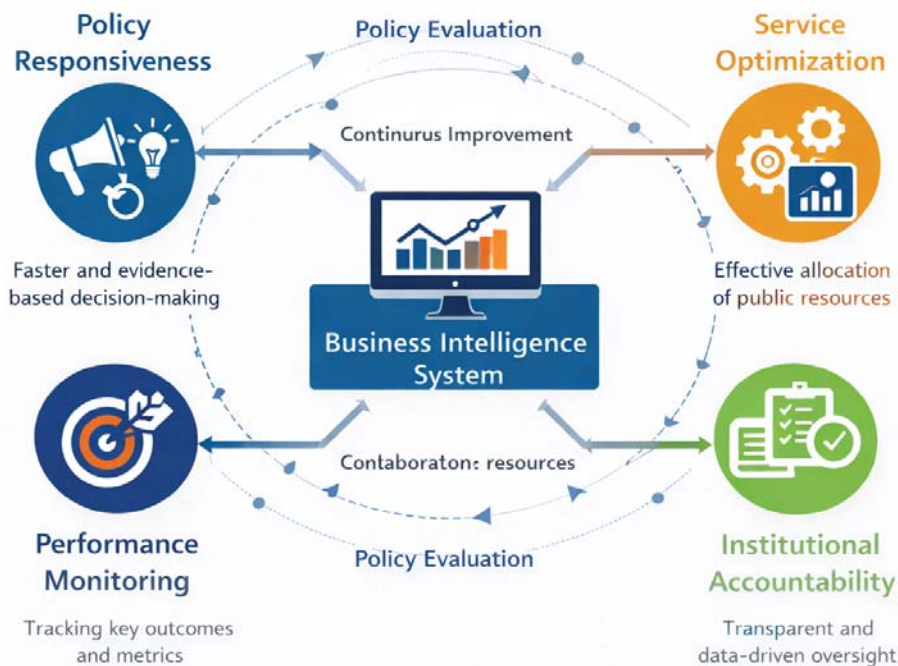 Policy
Responsiveness
Policy Evaluation
Service
Optimization
Continurus Improvement
Faster and evidencıe-
based decision-making
Effective allocation
of public resources
Business Intelligence
System
Contaboraton: resources
Performance
Monitoring
Policy Evaluation
Institutional
Accountability
Tracking key outcomes
and metrics
Transparent and
data-driven oversight